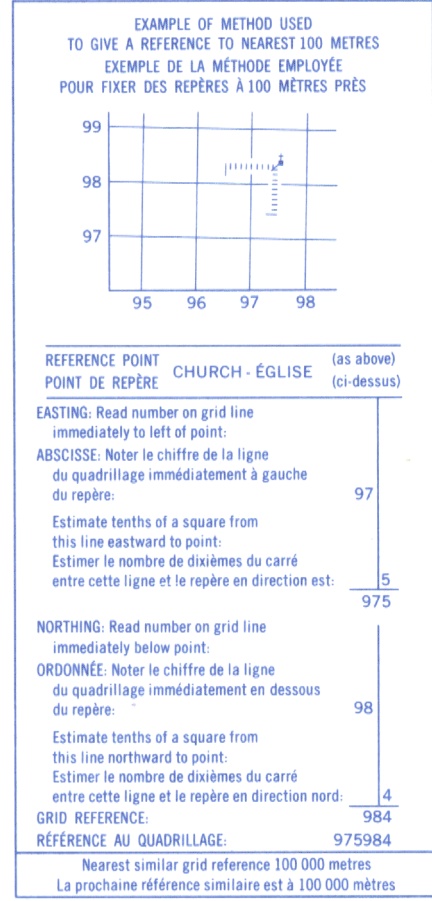 EXAMPLE OF METHOD USED
TO GIVE A REFERENCE TO NEAREST 100 METRES
EXEMPLE DE LA MÉTHODE EMPLOYÉE
POUR FIXER DES REPÈRES À 100 MÈTRES PRÈS
99
98
97
95 96 97 98
REFERENCE POINT CHURCH - ÉGLISE (as above)
POINT DE REPÈRE (ci-dessus)
EASTING: Read number on grid line
immediately to left of point:
ABSCISSE: Noter le chiffre de la ligne
du quadrillage immédiatement à gauche
du repère: 97
Estimate tenths of a square from
this line eastward to point:
Estimer le nombre de dixièmes du carré
entre cette ligne et le repère en direction est: 5
975
NORTHING: Read number on grid line
immediately below point:
ORDONNÉE: Noter le chiffre de la ligne
du quadrillage immédiatement en dessous
du repère: 98
Estimate tenths of a square from
this line northward to point:
Estimer le nombre de dixièmes du carré
entre cette ligne et le repère en direction nord: 4
GRID REFERENCE: 984
RÉFÉRENCE AU QUADRILLAGE: 975984
Nearest similar grid reference 100 000 metres
La prochaine référence similaire est à 100 000 mètres